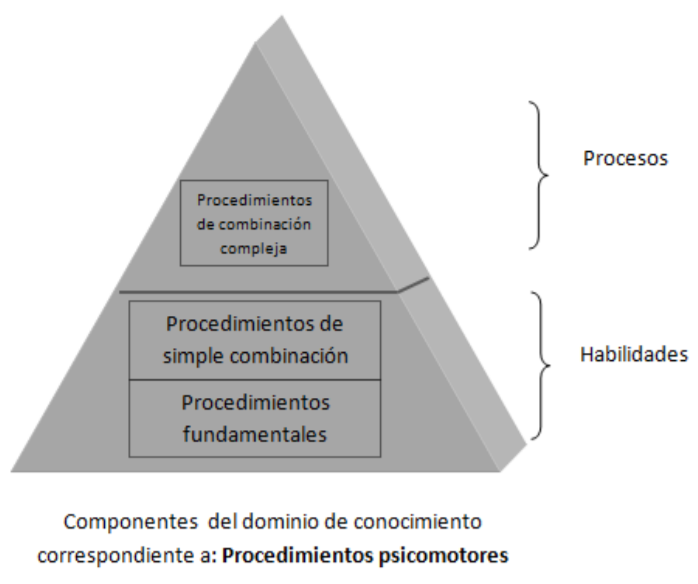 Procesos
Procedimientos
de combinación
compleja
Procedimientos de
simple combinación
Habilidades
Procedimientos
fundamentales
Componentes del dominio de conocimiento
correspondiente a: Procedimientos psicomotores